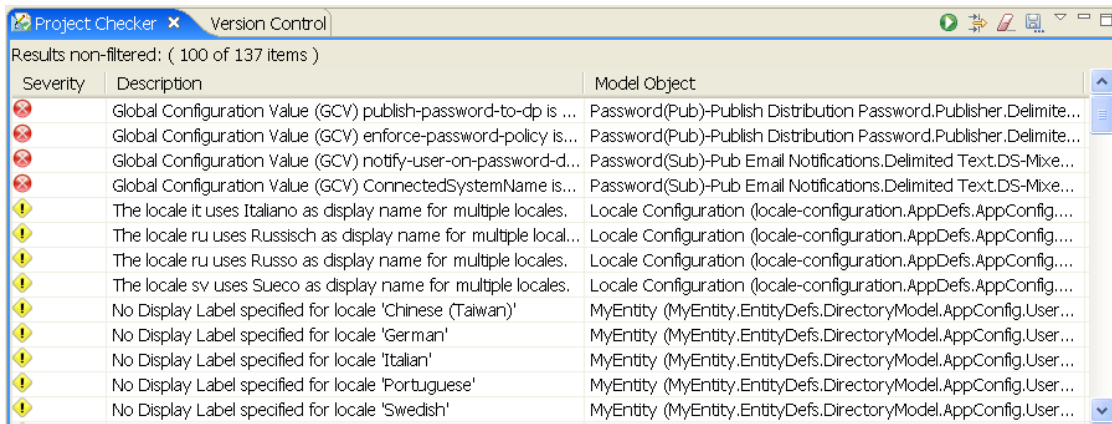 Project Checker Version Control
Results non-filtered: ( 100 of 137 items )
Severity Description Model Object
Global Configuration Value (GCV) publish-password-to-dp is ... Password(Pub)-Publish Distribution Password.Publisher.Delimite...
Global Configuration Value (GCV) enforce-password-policy is... Password(Pub)-Publish Distribution Password.Publisher.Delimite...
Global Configuration Value (GCV) notify-user-on-password-d... Password(Sub)-Pub Email Notifications.Delimited Text.DS-Mixe...
Global Configuration Value (GCV) ConnectedSystemName is... Password(Sub)-Pub Email Notifications.Delimited Text.DS-Mixe...
The locale it uses Italiano as display name for multiple locales. Locale Configuration (locale-configuration.AppDefs.AppConfig....
The locale ru uses Russisch as display name for multiple local... Locale Configuration (locale-configuration.AppDefs.AppConfig....
The locale ru uses Russo as display name for multiple locales. Locale Configuration (locale-configuration.AppDefs.AppConfig....
The locale sv uses Sueco as display name for multiple locales. Locale Configuration (locale-configuration.AppDefs.AppConfig....
No Display Label specified for locale 'Chinese (Taiwan)' MyEntity (MyEntity.EntityDefs.DirectoryModel.AppConfig.User...
No Display Label specified for locale 'German' MyEntity (MyEntity.EntityDefs.DirectoryModel.AppConfig.User...
No Display Label specified for locale 'Italian' MyEntity (MyEntity.EntityDefs.DirectoryModel.AppConfig.User...
No Display Label specified for locale 'Portuguese' MyEntity (MyEntity.EntityDefs.DirectoryModel.AppConfig.User...
No Display Label specified for locale 'Swedish' MyEntity (MyEntity.EntityDefs.DirectoryModel.AppConfig.User...